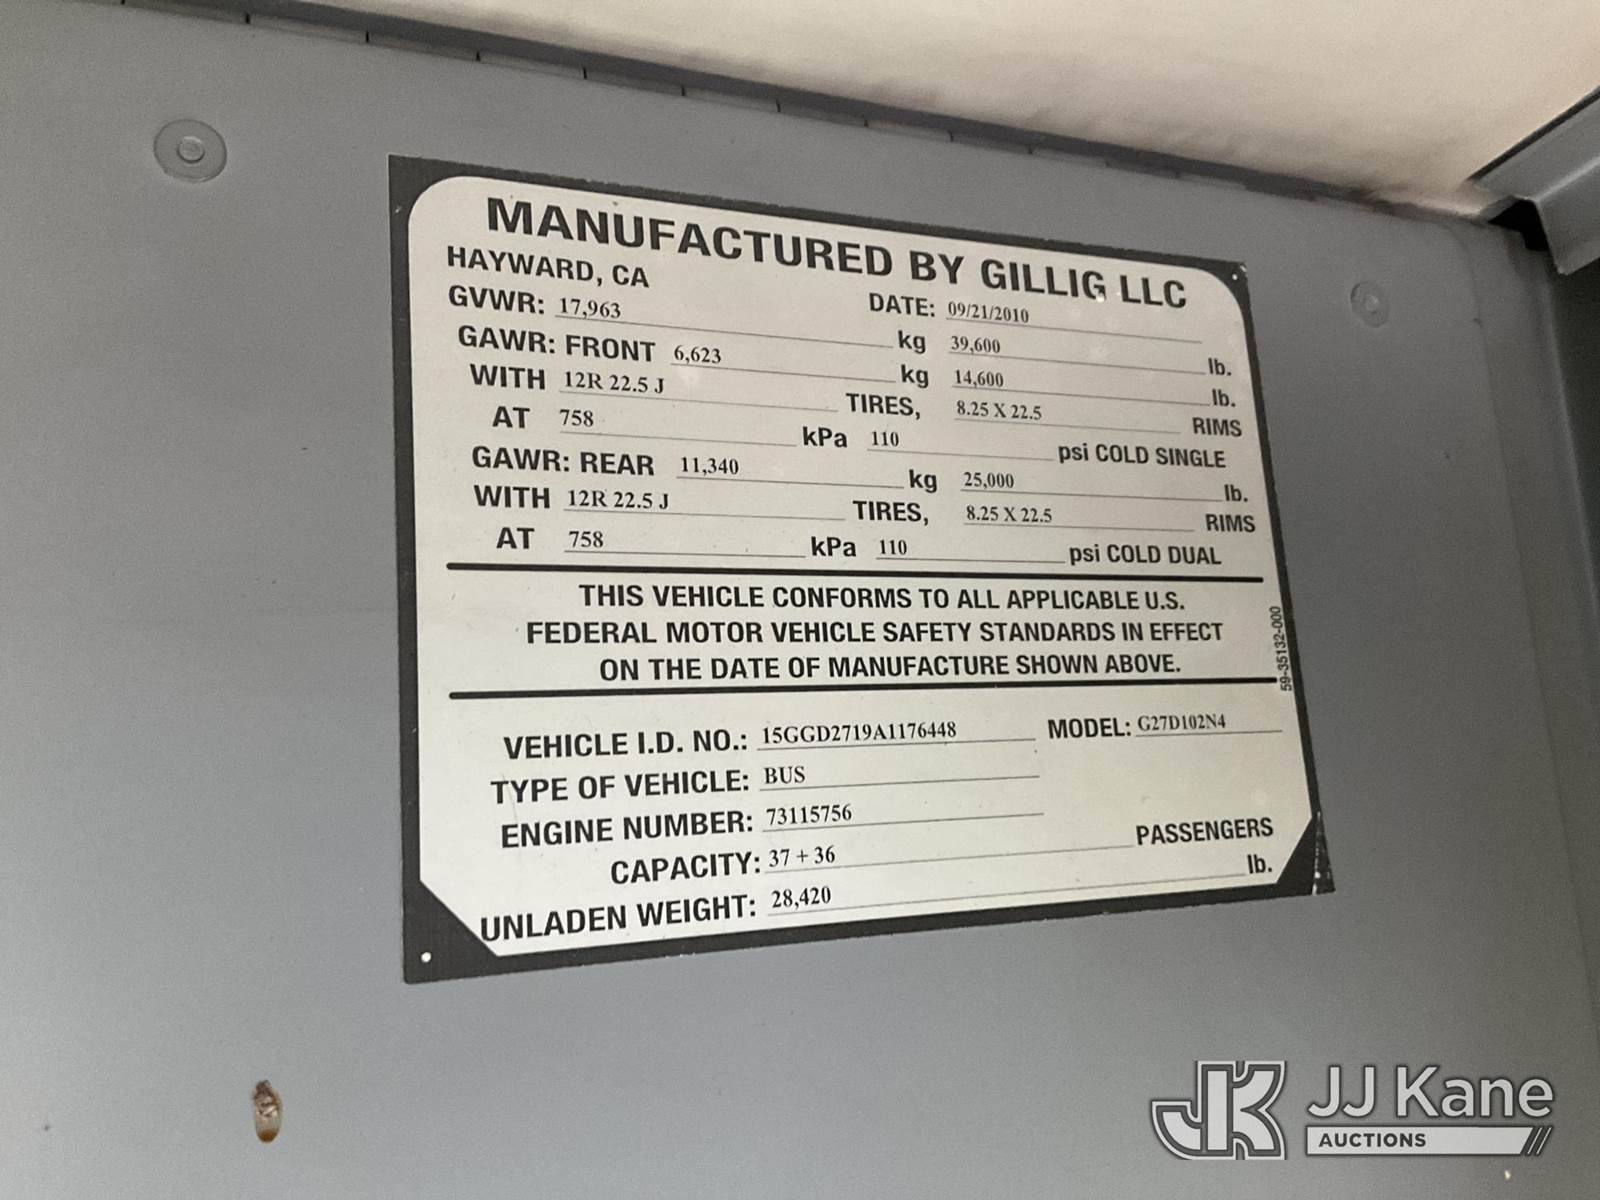 MANUFACTURED BY GILLIG LLC
HAYWARD, CA
DATE: 09/21/2010
GVWR: 17,963 kg 39,600 lb.
GAWR: FRONT 6,623 kg 14,600 lb.
WITH 12R 22.5 J TIRES, 8.25 X 22.5 RIMS
AT 758 kPa 110 psi COLD SINGLE
GAWR: REAR 11,340 kg 25,000 lb.
WITH 12R 22.5 J TIRES, 8.25 X 22.5 RIMS
AT 758 kPa 110 psi COLD DUAL
THIS VEHICLE CONFORMS TO ALL APPLICABLE U.S.
FEDERAL MOTOR VEHICLE SAFETY STANDARDS IN EFFECT
ON THE DATE OF MANUFACTURE SHOWN ABOVE.
59-35132-000
VEHICLE I.D. NO.: 15GGD2719A1176448 MODEL: G27D102N4
TYPE OF VEHICLE: BUS
ENGINE NUMBER: 73115756
CAPACITY: 37 + 36 PASSENGERS
UNLADEN WEIGHT: 28,420 lb.
JK JJ Kane
AUCTIONS